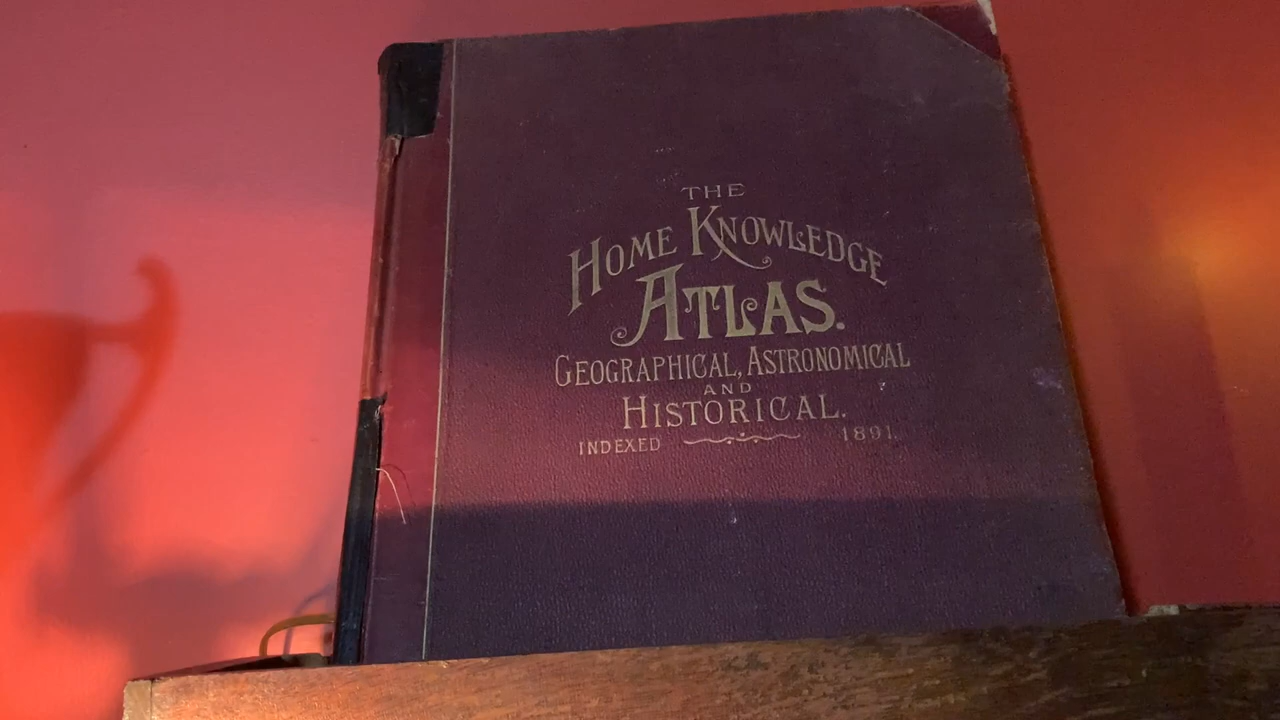 THE
HOME KNOWLEDGE
ATLAS.
GEOGRAPHICAL, ASTRONOMICAL
AND
HISTORICAL.
INDEXED 1891.